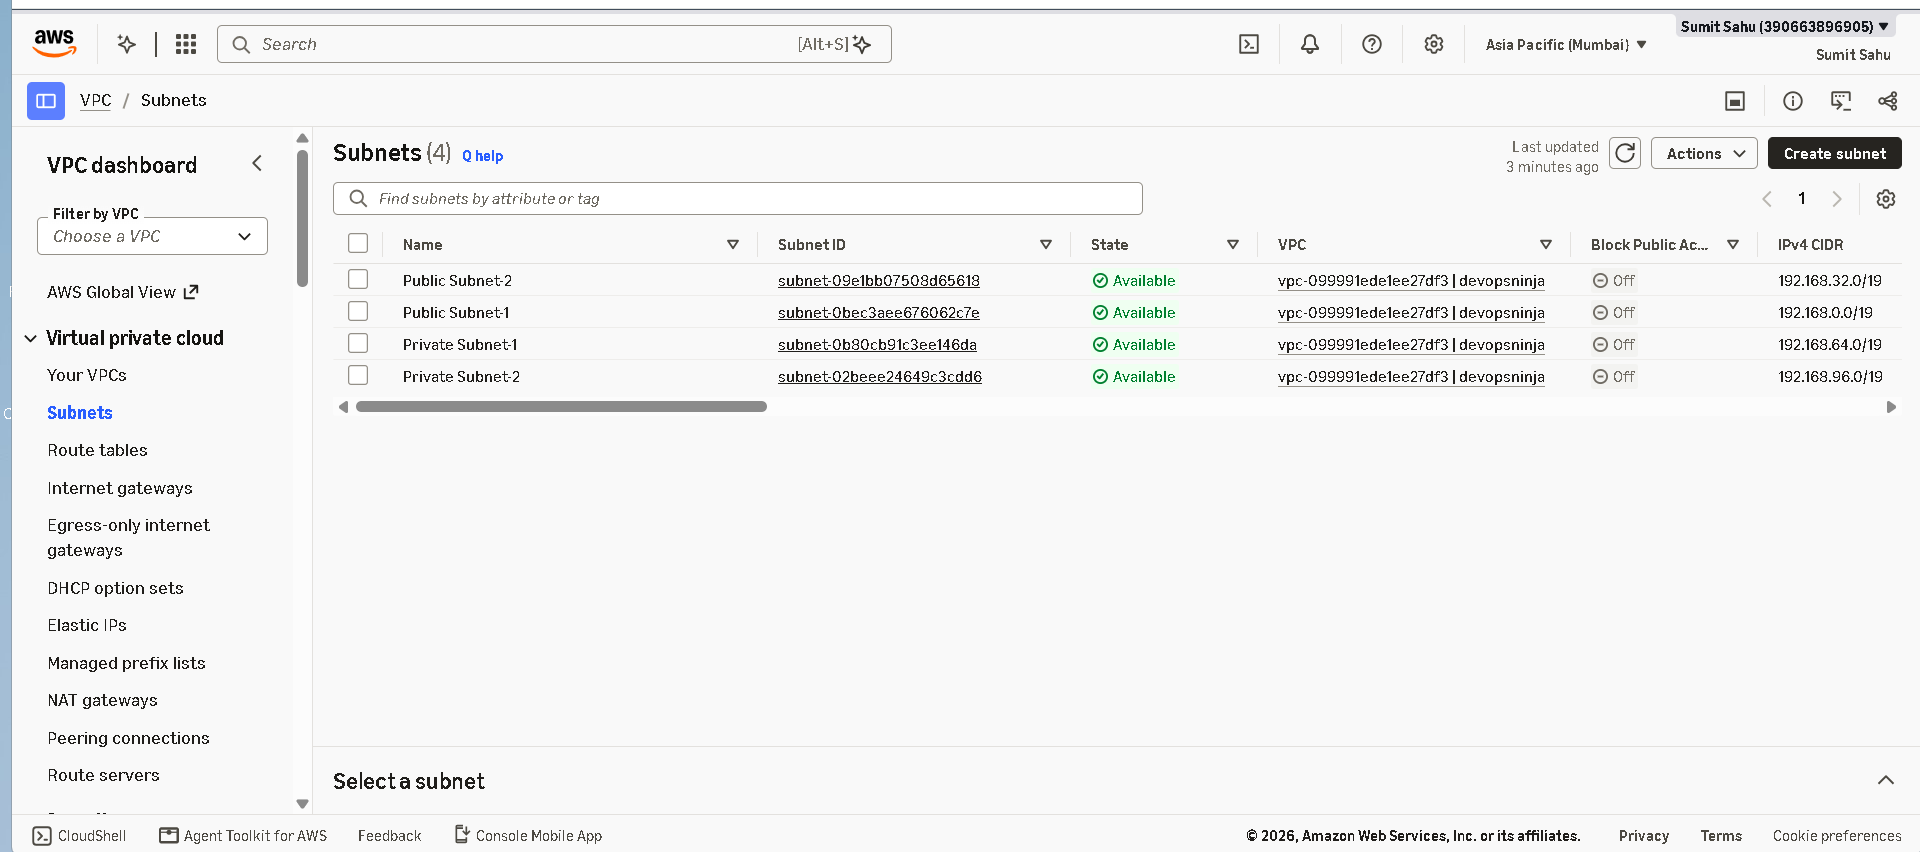 aws
Search [Alt+S]
Asia Pacific (Mumbai)
Sumit Sahu (390663896905)
Sumit Sahu
VPC / Subnets
VPC dashboard
Filter by VPC
Choose a VPC
AWS Global View
Virtual private cloud
Your VPCs
Subnets
Route tables
Internet gateways
Egress-only internet
gateways
DHCP option sets
Elastic IPs
Managed prefix lists
NAT gateways
Peering connections
Route servers
Subnets (4) Q help
Last updated
3 minutes ago
Actions
Create subnet
Find subnets by attribute or tag
1
Name Subnet ID State VPC Block Public Ac... IPv4 CIDR
Public Subnet-2 subnet-09e1bb07508d65618 Available vpc-099991ede1ee27df3 | devopsninja Off 192.168.32.0/19
Public Subnet-1 subnet-0bec3aee676062c7e Available vpc-099991ede1ee27df3 | devopsninja Off 192.168.0.0/19
Private Subnet-1 subnet-0b80cb91c3ee146da Available vpc-099991ede1ee27df3 | devopsninja Off 192.168.64.0/19
Private Subnet-2 subnet-02beee24649c3cdd6 Available vpc-099991ede1ee27df3 | devopsninja Off 192.168.96.0/19
Select a subnet
CloudShell Agent Toolkit for AWS Feedback Console Mobile App © 2026, Amazon Web Services, Inc. or its affiliates. Privacy Terms Cookie preferences